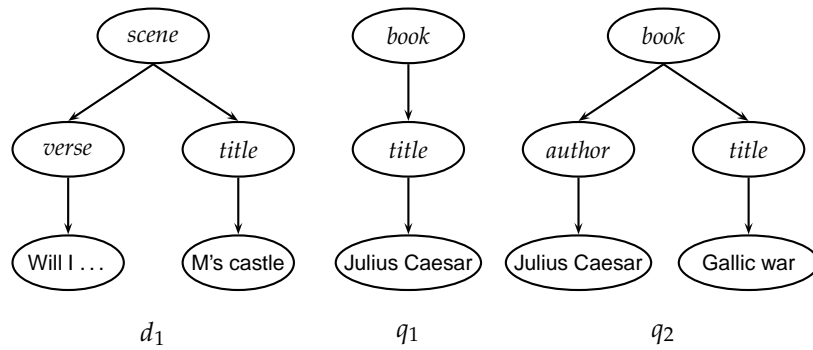 scene book book
verse title title author title
Will I . . . M's castle Julius Caesar Julius Caesar Gallic war
d1 q1 q2